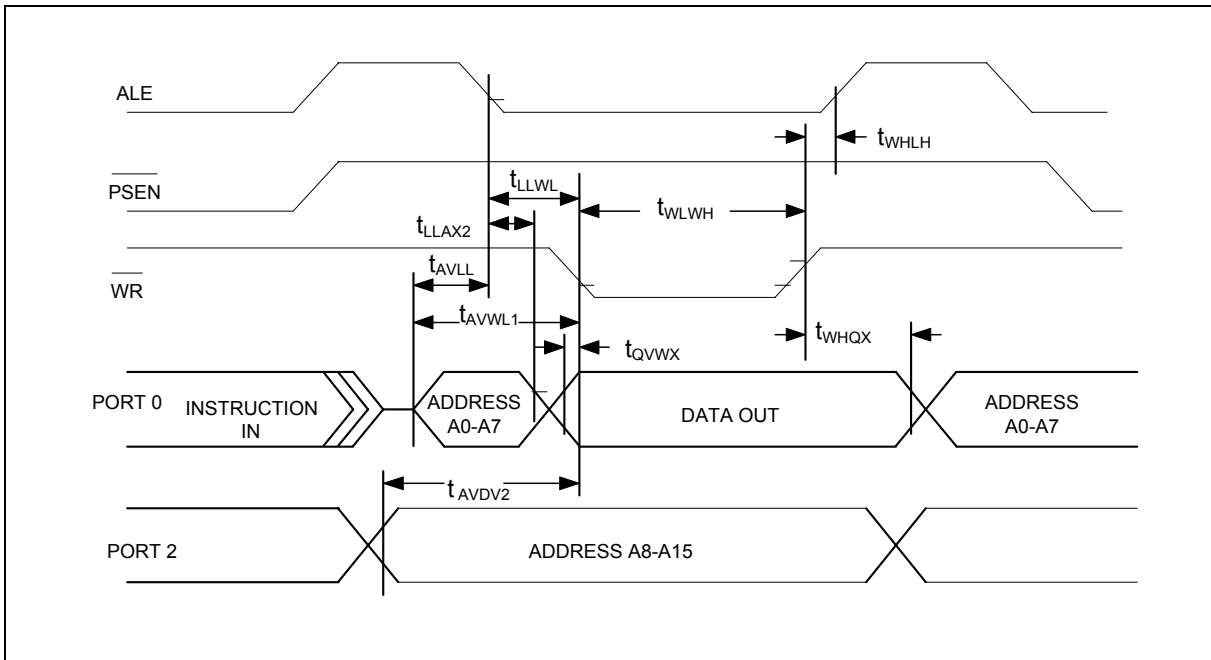 ALE
tWHLH
PSEN
tLLWL
tWLWH
tLLAX2
tAVLL
WR
tAVWL1
tWHQX
tQVWX
PORT 0
INSTRUCTION
IN
ADDRESS
A0-A7
DATA OUT
ADDRESS
A0-A7
tAVDV2
PORT 2
ADDRESS A8-A15